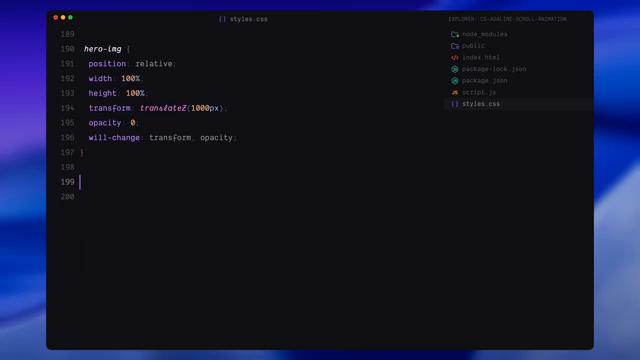 { } styles.css
EXPLORER CG-ADALINE-SCROLL-ANIMATION
189
190 hero-img {
191 position: relative;
192 width: 100%;
193 height: 100%;
194 transform: translateZ(1000px);
195 opacity: 0;
196 will-change: transform, opacity;
197 }
198
199
200
node_modules
public
index.html
package-lock.json
package.json
JS script.js
{ } styles.css